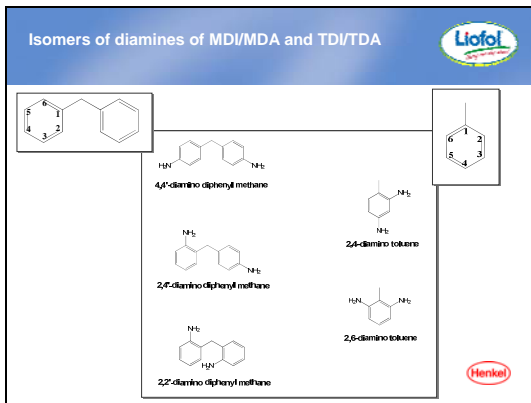 Isomers of diamines of MDI/MDA and TDI/TDA
Liofol
6
5
1
4
2
3
1
6
2
5
3
4
H₂N
NH₂
4,4'-diamino diphenyl methane
NH₂
NH₂
2,4-diamino toluene
NH₂
NH₂
2,4'-diamino diphenyl methane
H₂N
NH₂
2,6-diamino toluene
NH₂
H₂N
2,2'-diamino diphenyl methane
Henkel